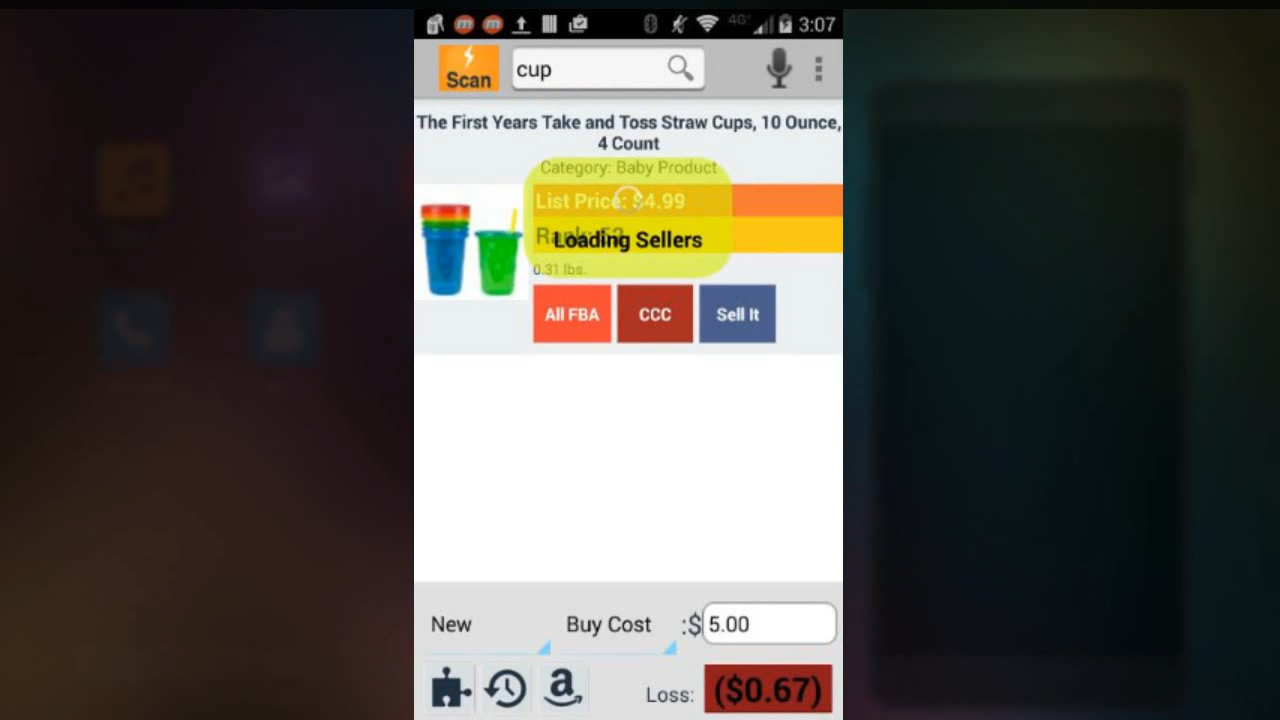 4G 3:07
Scan cup
The First Years Take and Toss Straw Cups, 10 Ounce,
4 Count
Category: Baby Product
List Price: $4.99
Loading Sellers
0.31 lbs.
All FBA CCC Sell It
New Buy Cost :$ 5.00
Loss: ($0.67)